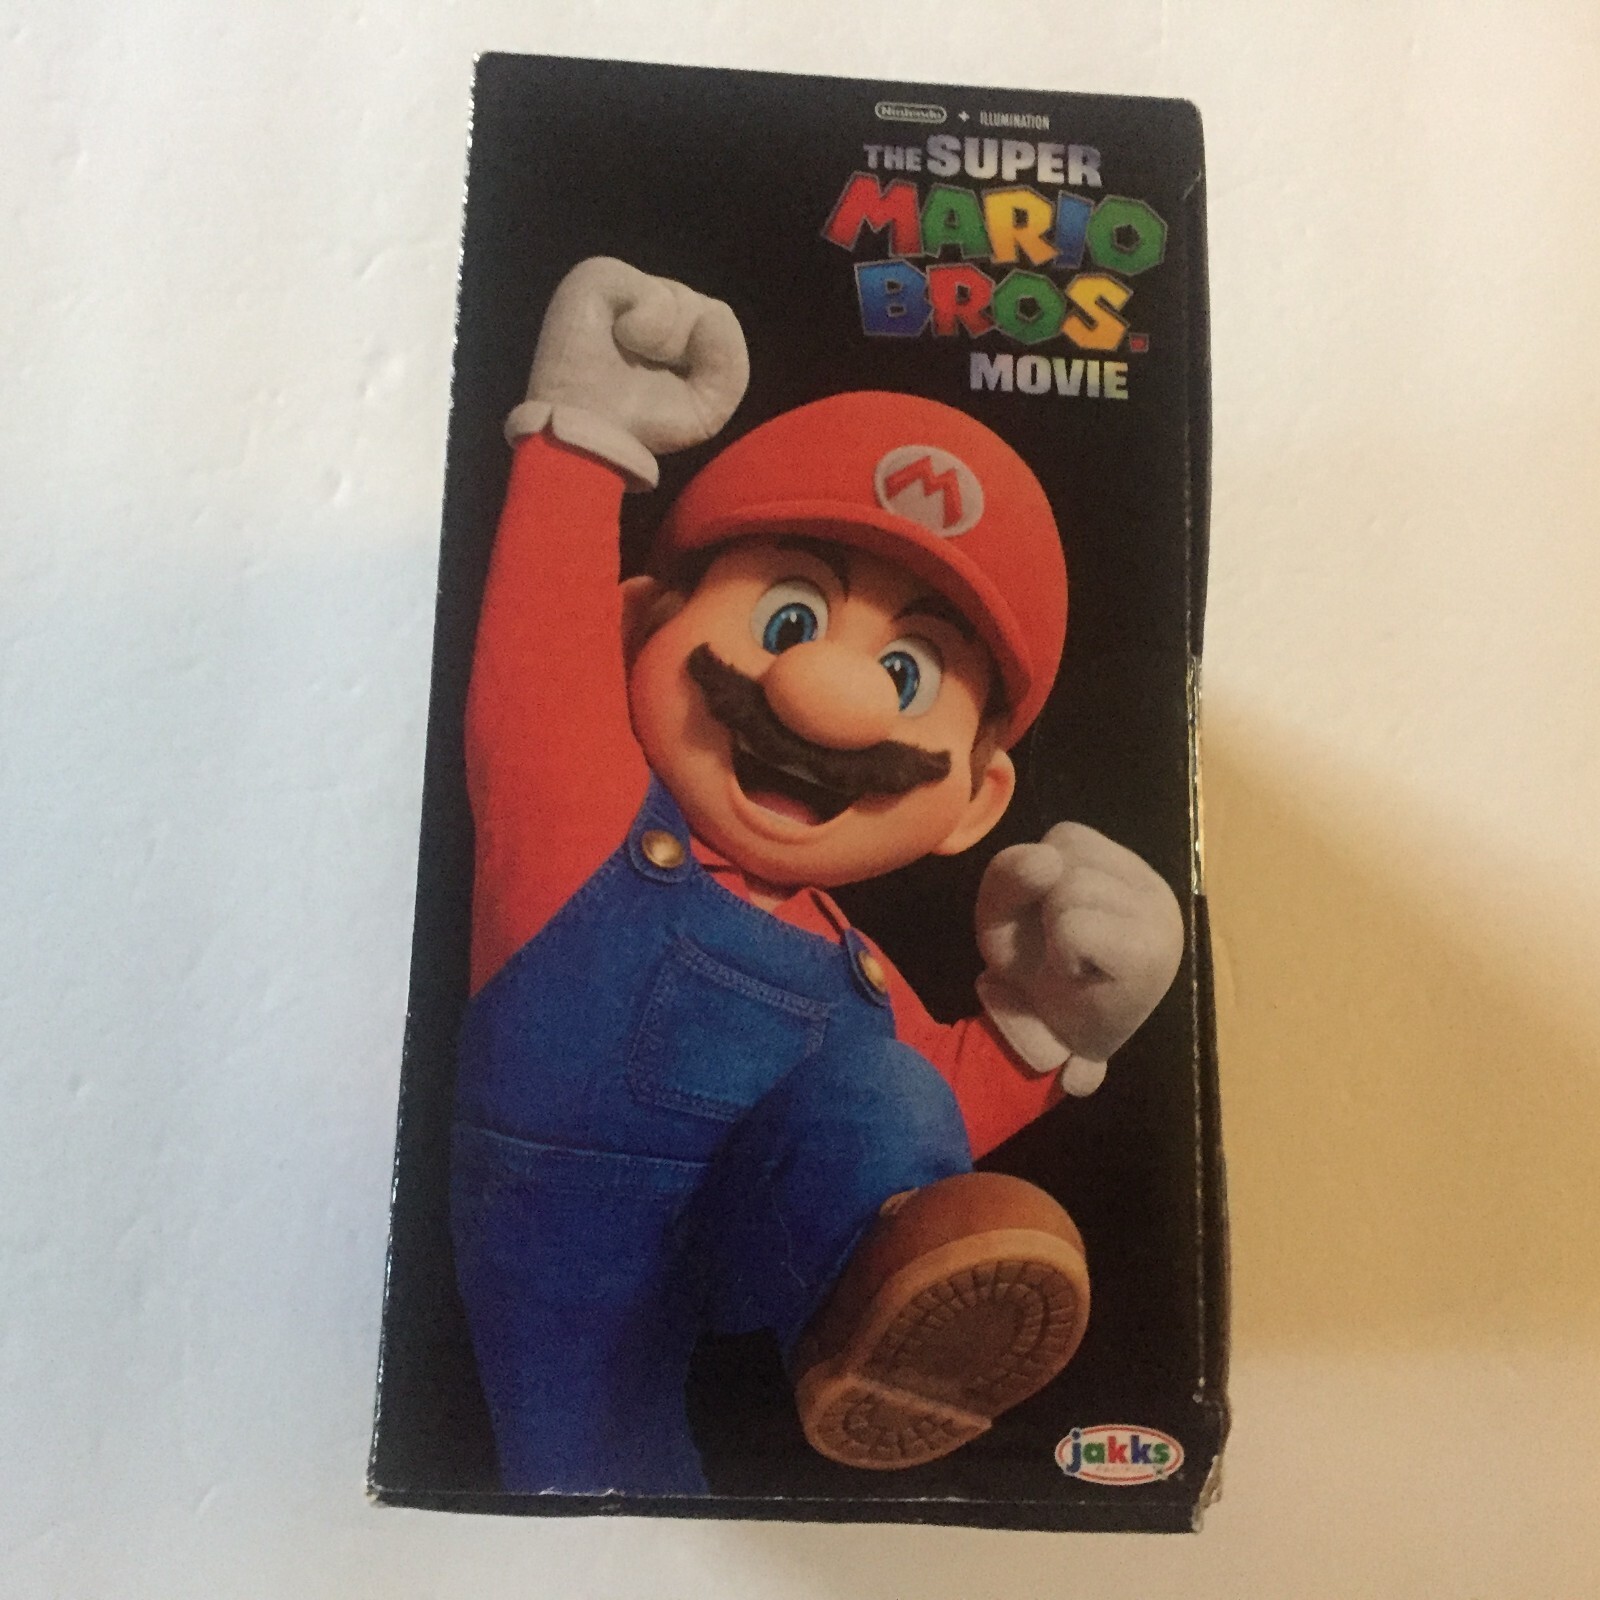 Nintendo + ILLUMINATION
THE SUPER
MARIO
BROS.
MOVIE
M
jakks